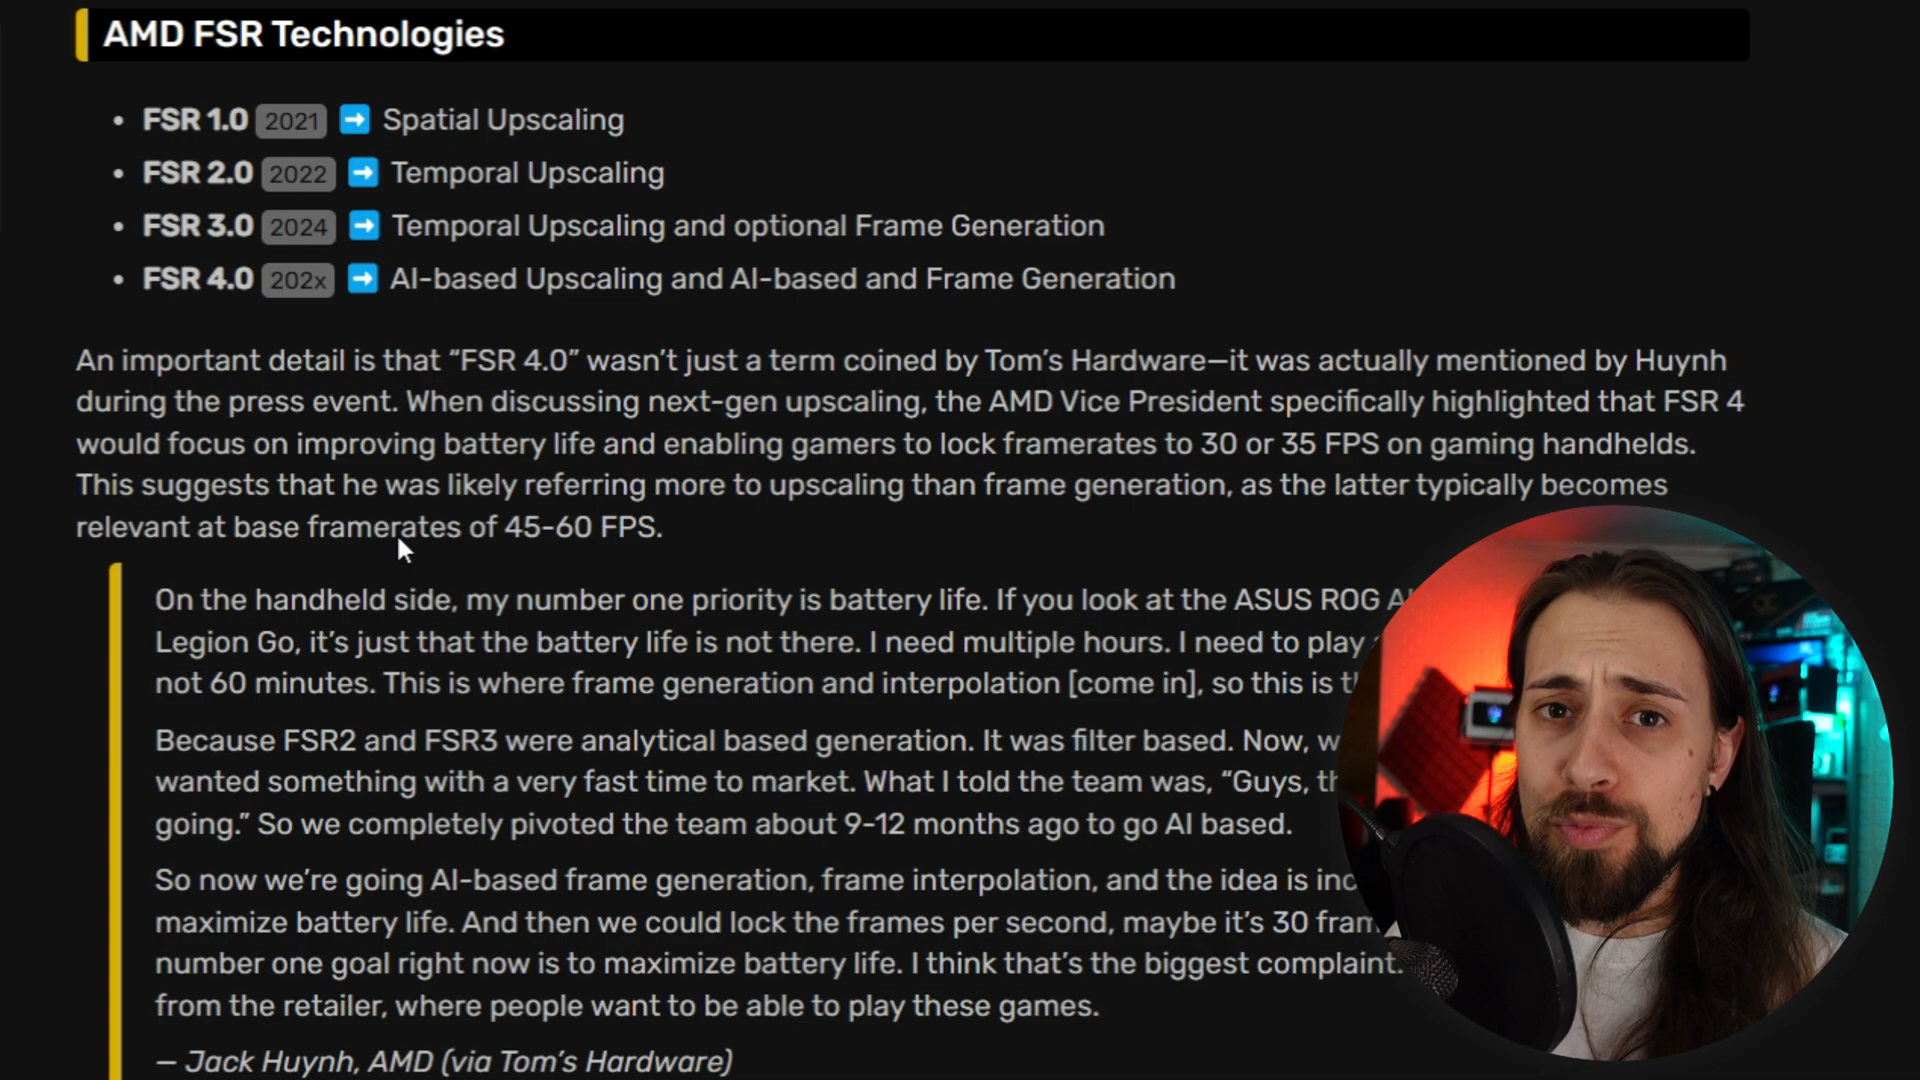 AMD FSR Technologies
• FSR 1.0 2021 ➡ Spatial Upscaling
• FSR 2.0 2022 ➡ Temporal Upscaling
• FSR 3.0 2024 ➡ Temporal Upscaling and optional Frame Generation
• FSR 4.0 202x ➡ AI-based Upscaling and AI-based and Frame Generation
An important detail is that “FSR 4.0” wasn’t just a term coined by Tom’s Hardware—it was actually mentioned by Huynh
during the press event. When discussing next-gen upscaling, the AMD Vice President specifically highlighted that FSR 4
would focus on improving battery life and enabling gamers to lock framerates to 30 or 35 FPS on gaming handhelds.
This suggests that he was likely referring more to upscaling than frame generation, as the latter typically becomes
relevant at base framerates of 45-60 FPS.
On the handheld side, my number one priority is battery life. If you look at the ASUS ROG
Legion Go, it’s just that the battery life is not there. I need multiple hours. I need to play
not 60 minutes. This is where frame generation and interpolation [come in], so this is
Because FSR2 and FSR3 were analytical based generation. It was filter based. Now,
wanted something with a very fast time to market. What I told the team was, “Guys,
going.” So we completely pivoted the team about 9-12 months ago to go AI based.
So now we’re going AI-based frame generation, frame interpolation, and the idea is
maximize battery life. And then we could lock the frames per second, maybe it’s 30
number one goal right now is to maximize battery life. I think that’s the biggest complaint.
from the retailer, where people want to be able to play these games.
— Jack Huynh, AMD (via Tom’s Hardware)